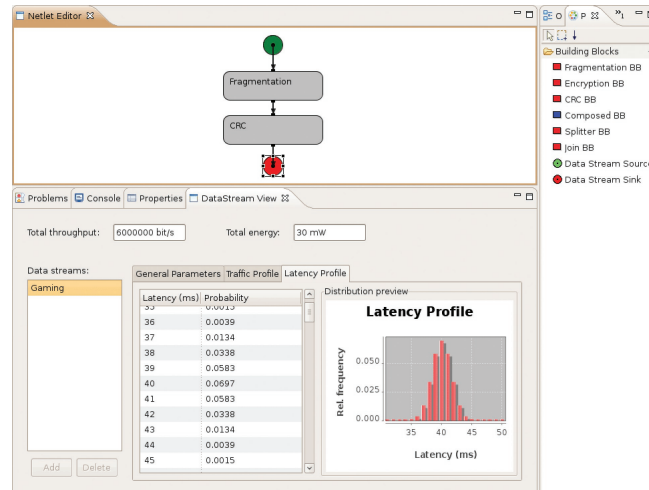 Netlet Editor
Fragmentation
CRC
O P »1
Building Blocks
Fragmentation BB
Encryption BB
CRC BB
Composed BB
Splitter BB
Join BB
Data Stream Source
Data Stream Sink
Problems Console Properties DataStream View
Total throughput: 6000000 bit/s Total energy: 30 mW
Data streams:
Gaming
Add Delete
General Parameters Traffic Profile Latency Profile
Latency (ms) Probability
35 0.0015
36 0.0039
37 0.0134
38 0.0338
39 0.0583
40 0.0697
41 0.0583
42 0.0338
43 0.0134
44 0.0039
45 0.0015
Distribution preview
Latency Profile
Rel. frequency
0.050
0.025
0.000
35 40 45 50
Latency (ms)